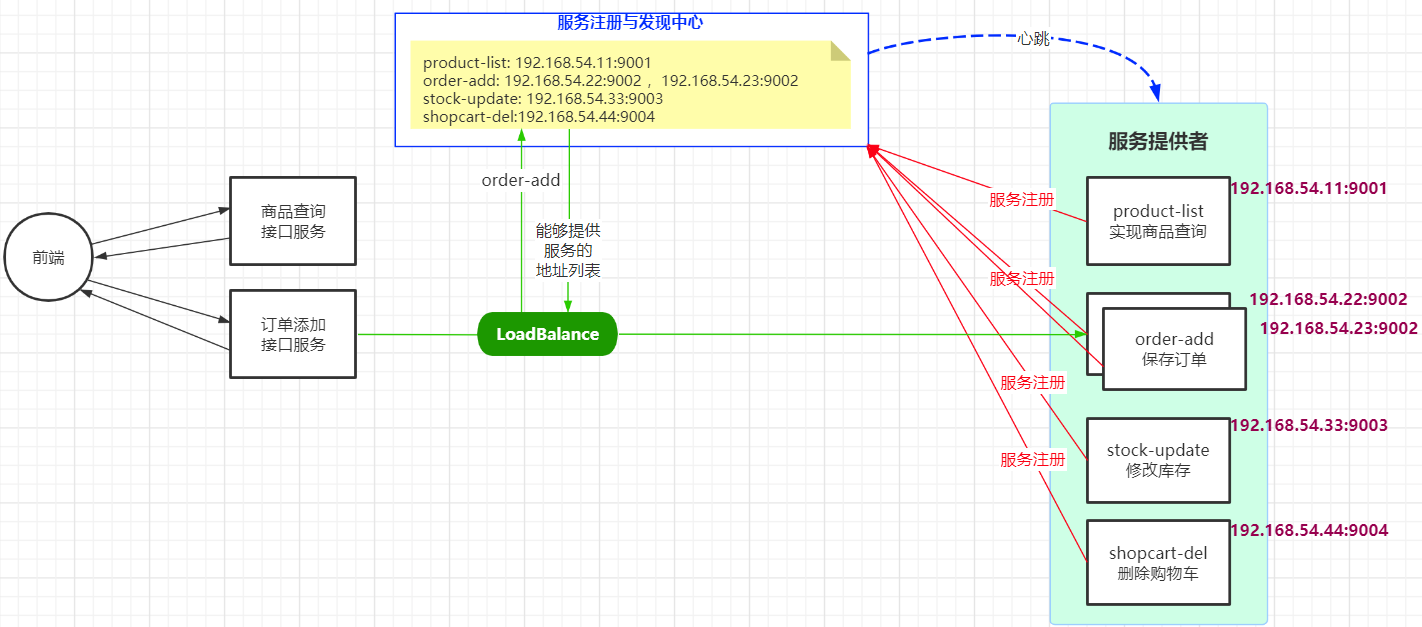 服务注册与发现中心
product-list: 192.168.54.11:9001
order-add: 192.168.54.22:9002 ，192.168.54.23:9002
stock-update: 192.168.54.33:9003
shopcart-del:192.168.54.44:9004
心跳
服务提供者
order-add
能够提供
服务的
地址列表
前端
商品查询
接口服务
订单添加
接口服务
LoadBalance
服务注册
服务注册
服务注册
服务注册
192.168.54.11:9001
product-list
实现商品查询
192.168.54.22:9002
192.168.54.23:9002
order-add
保存订单
192.168.54.33:9003
stock-update
修改库存
192.168.54.44:9004
shopcart-del
删除购物车